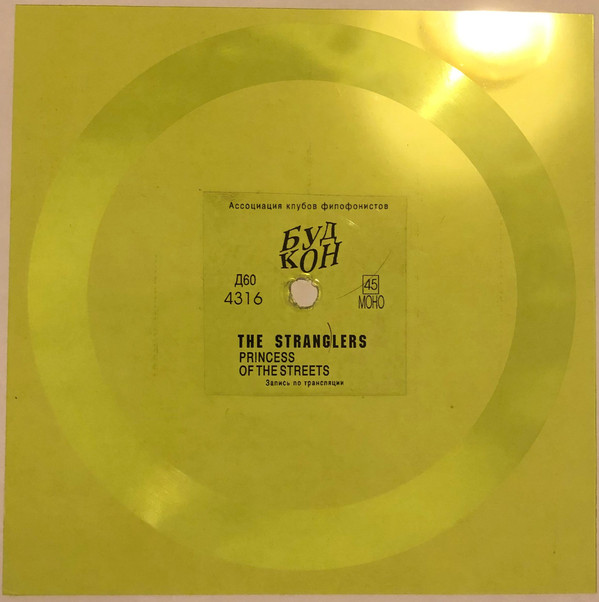 Ассоциация клубов филофонистов
БУД
КОН
Д60
4316
45
МОНО
THE STRANGLERS
PRINCESS
OF THE STREETS
Запись по трансляции